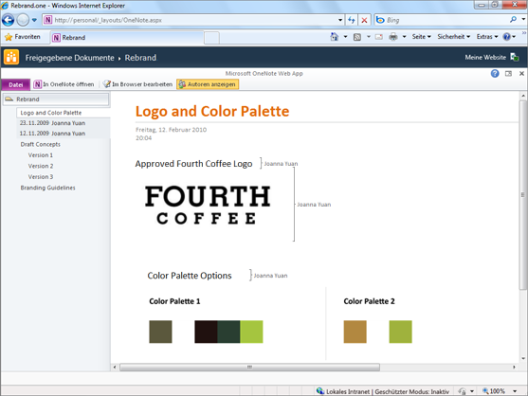 Rebrand.one - Windows Internet Explorer
http://personal/_layouts/OneNote.aspx
Bing
Favoriten
Rebrand
Seite
Sicherheit
Extras
Freigegebene Dokumente
Rebrand
Meine Website
Microsoft OneNote Web App
Datei
In OneNote öffnen
In Browser bearbeiten
Autoren anzeigen
Rebrand
Logo and Color Palette
23.11.2009 Joanna Yuan
12.11.2009 Joanna Yuan
Draft Concepts
Version 1
Version 2
Version 3
Branding Guidelines
Logo and Color Palette
Freitag, 12. Februar 2010
20:04
Approved Fourth Coffee Logo
Joanna Yuan
FOURTH
COFFEE
Joanna Yuan
Color Palette Options
Joanna Yuan
Color Palette 1
Color Palette 2
Lokales Intranet | Geschützter Modus: Inaktiv
100%